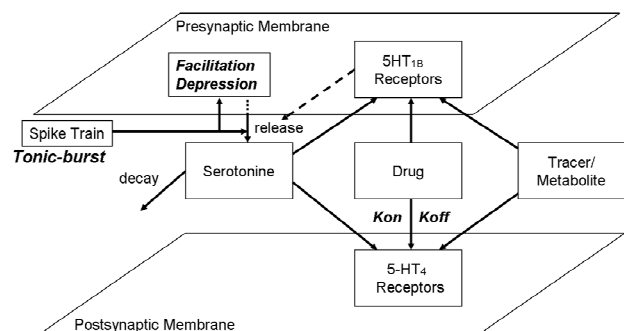 Presynaptic Membrane
Facilitation
Depression
5HT1B
Receptors
Spike Train
release
Tonic-burst
decay
Serotonine
Drug
Tracer/
Metabolite
Kon Koff
5-HT4
Receptors
Postsynaptic Membrane